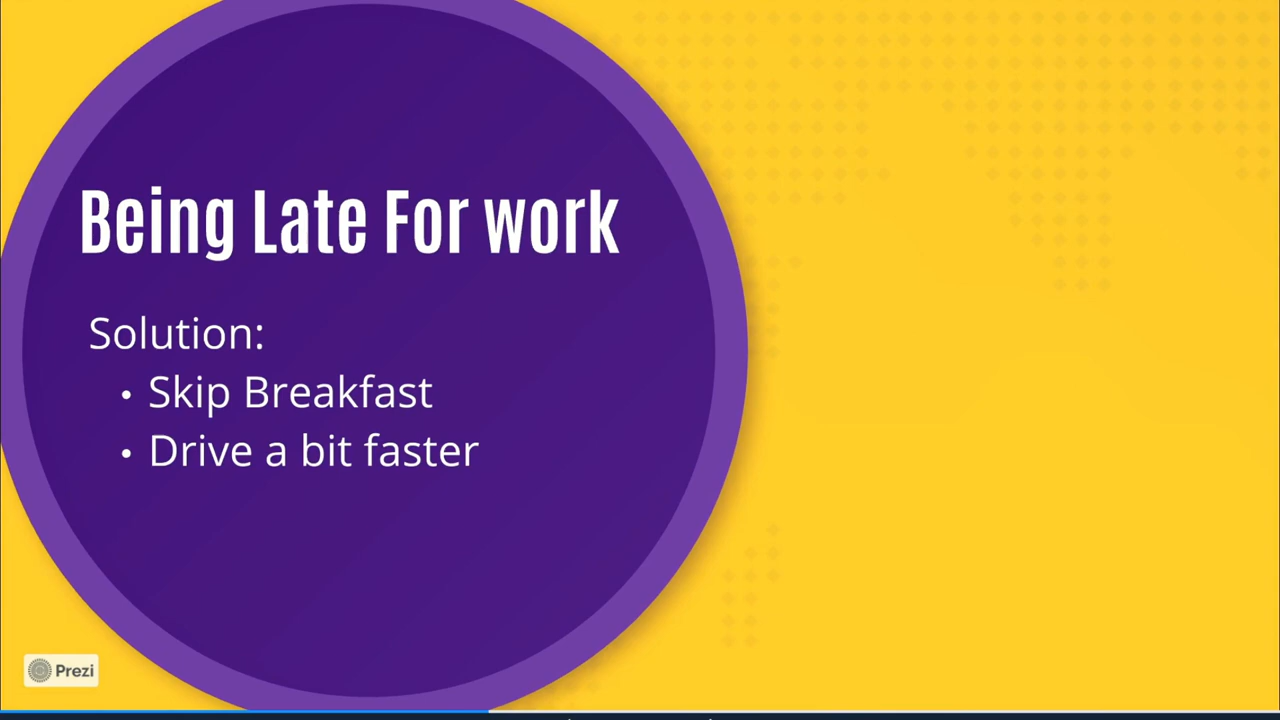 Being Late For work
Solution:
• Skip Breakfast
• Drive a bit faster
Prezi